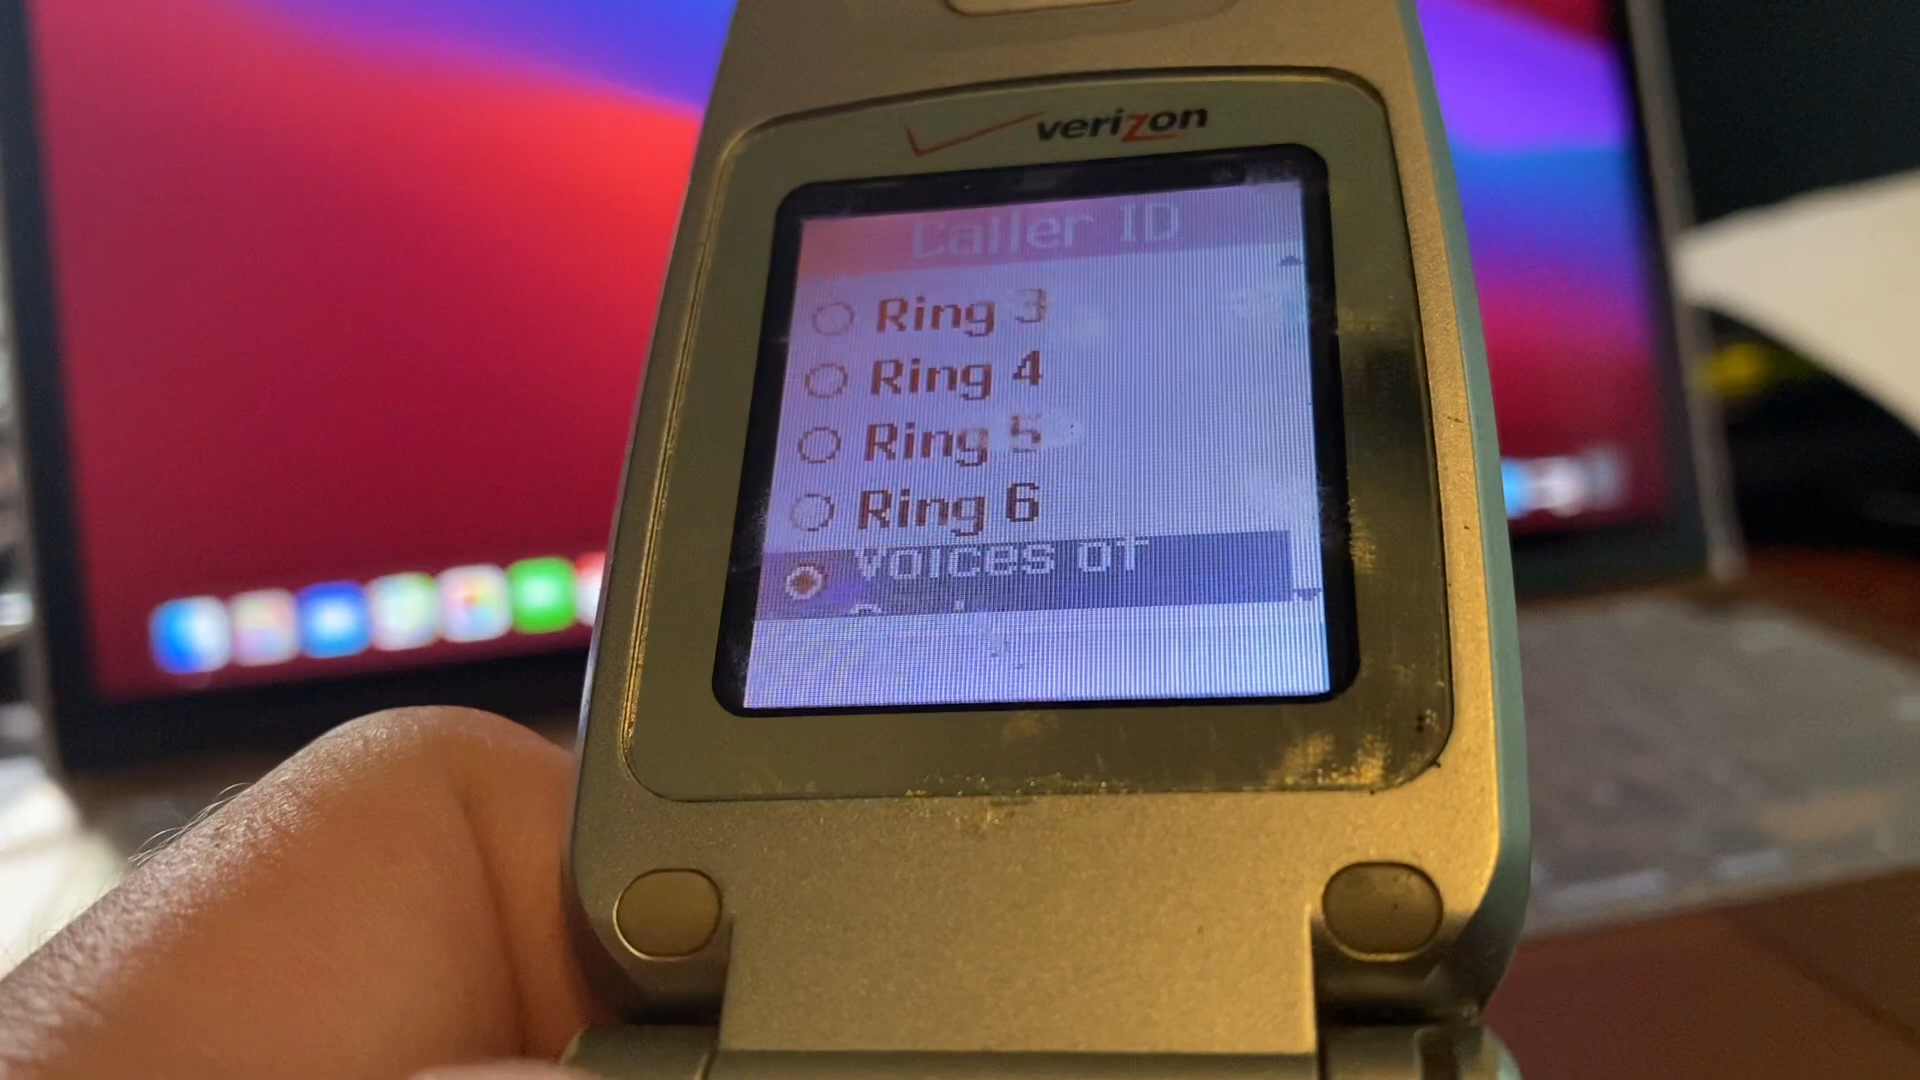 verizon
Caller ID
Ring 3
Ring 4
Ring 5
Ring 6
Voices of